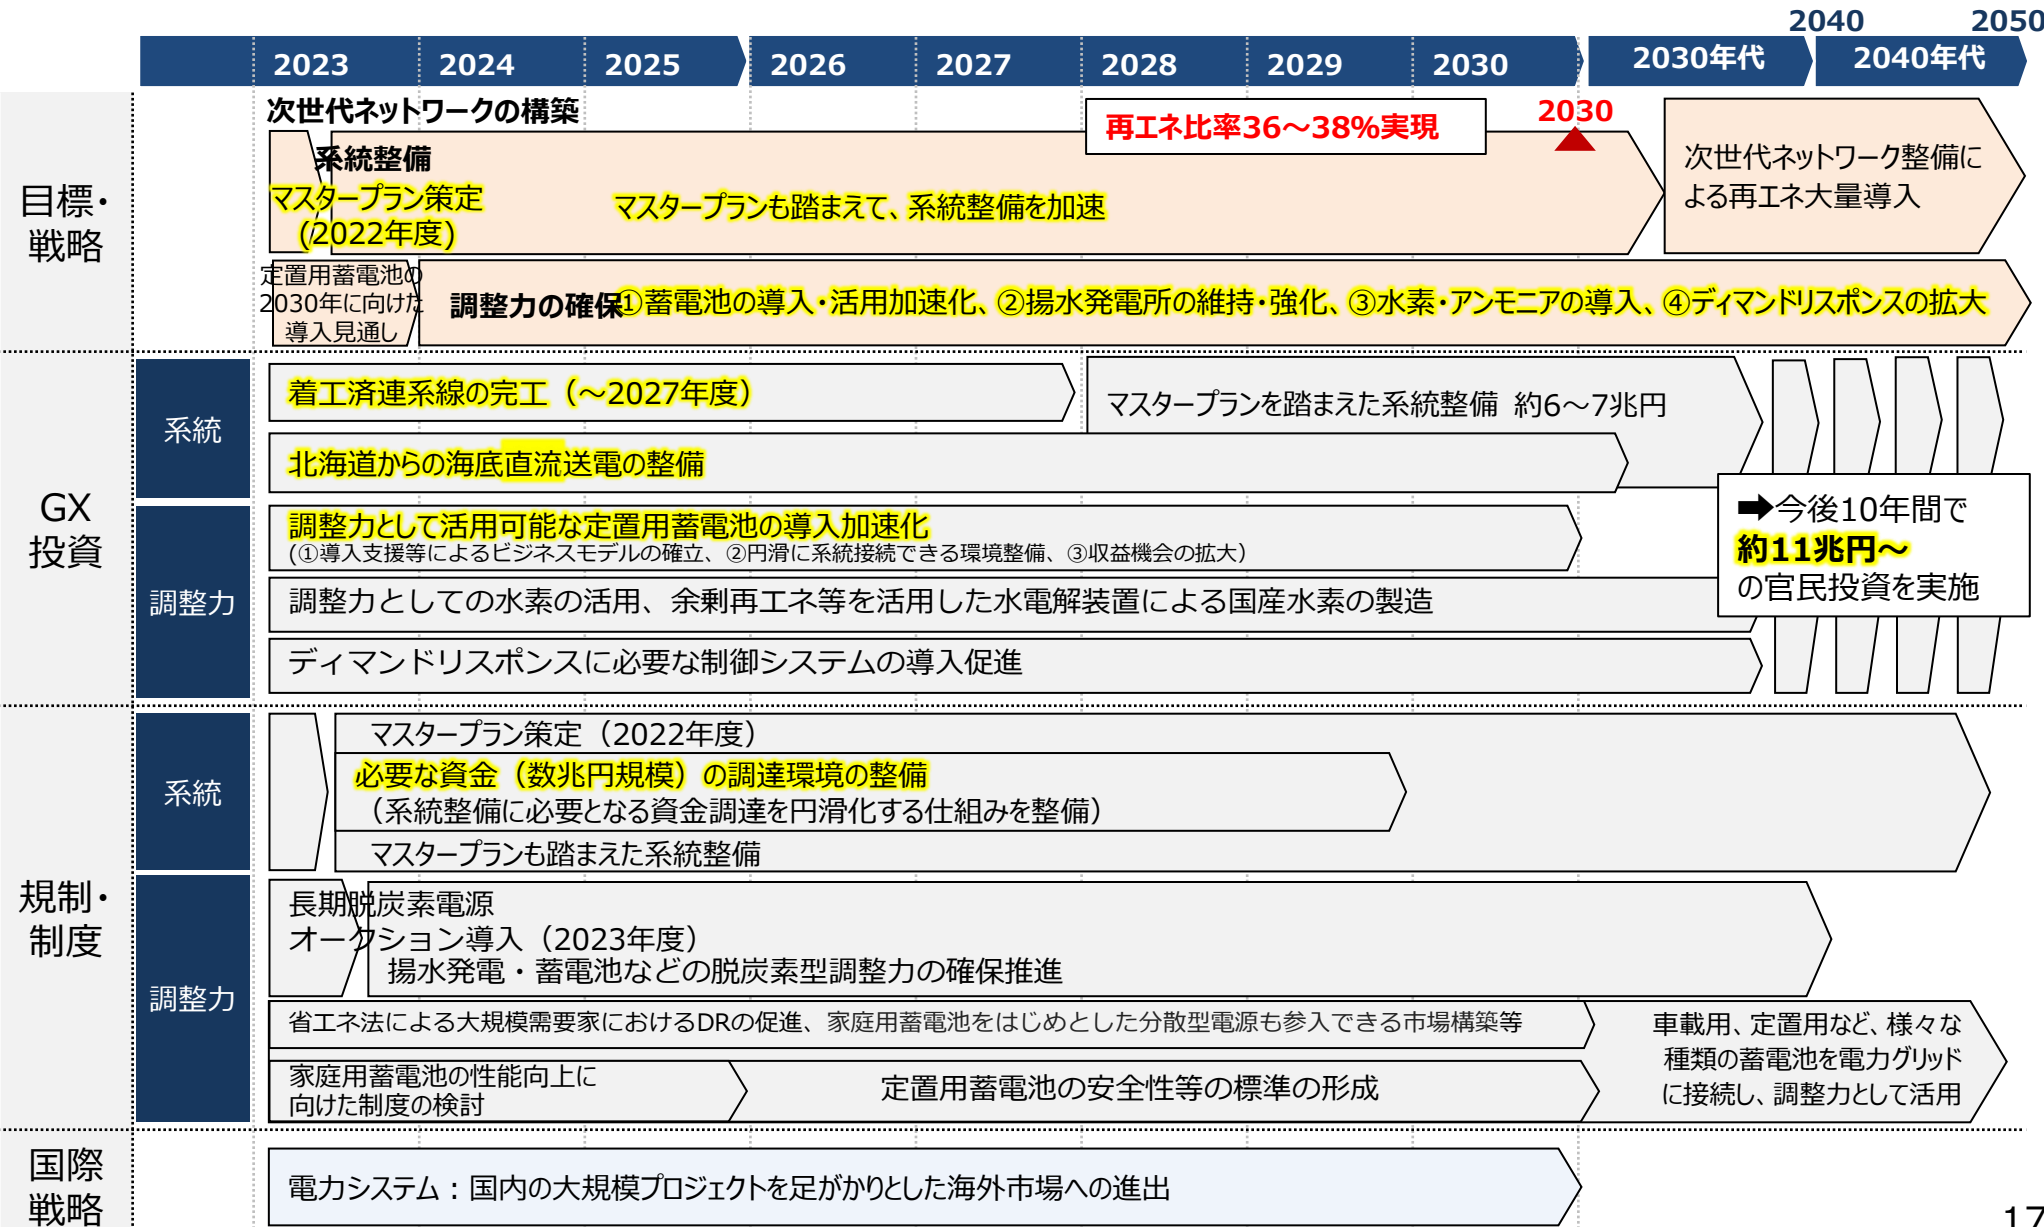 2040 2050
2023 2024 2025 2026 2027 2028 2029 2030 2030年代 2040年代
目標・
戦略
次世代ネットワークの構築
再エネ比率36～38%実現
2030
系統整備
マスタープラン策定
(2022年度)
マスタープランも踏まえて、系統整備を加速
次世代ネットワーク整備に
よる再エネ大量導入
定置用蓄電池の
2030年に向けた
導入見通し
調整力の確保
①蓄電池の導入・活用加速化、②揚水発電所の維持・強化、③水素・アンモニアの導入、④ディマンドリスポンスの拡大
GX
投資
系統
着工済連系線の完工（～2027年度）
マスタープランを踏まえた系統整備 約6～7兆円
北海道からの海底直流送電の整備
調整力
調整力として活用可能な定置用蓄電池の導入加速化
(①導入支援等によるビジネスモデルの確立、②円滑に系統接続できる環境整備、③収益機会の拡大)
調整力としての水素の活用、余剰再エネ等を活用した水電解装置による国産水素の製造
ディマンドリスポンスに必要な制御システムの導入促進
➡今後10年間で
約11兆円～
の官民投資を実施
規制・
制度
系統
マスタープラン策定（2022年度）
必要な資金（数兆円規模）の調達環境の整備
（系統整備に必要となる資金調達を円滑化する仕組みを整備）
マスタープランも踏まえた系統整備
調整力
長期脱炭素電源
オークション導入（2023年度）
揚水発電・蓄電池などの脱炭素型調整力の確保推進
省エネ法による大規模需要家におけるDRの促進、家庭用蓄電池をはじめとした分散型電源も参入できる市場構築等
家庭用蓄電池の性能向上に
向けた制度の検討
定置用蓄電池の安全性等の標準の形成
車載用、定置用など、様々な
種類の蓄電池を電力グリッド
に接続し、調整力として活用
国際
戦略
電力システム：国内の大規模プロジェクトを足がかりとした海外市場への進出
17